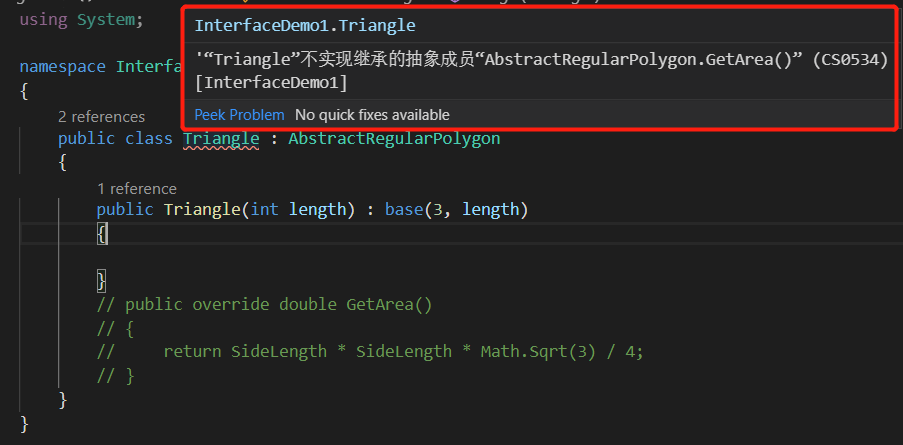 using System;
InterfaceDemo1.Triangle
'“Triangle”不实现继承的抽象成员“AbstractRegularPolygon.GetArea()” (CS0534)
[InterfaceDemo1]
Peek Problem No quick fixes available
namespace Interfa
{
2 references
public class Triangle : AbstractRegularPolygon
{
1 reference
public Triangle(int length) : base(3, length)
{
}
// public override double GetArea()
// {
//     return SideLength * SideLength * Math.Sqrt(3) / 4;
// }
}
}